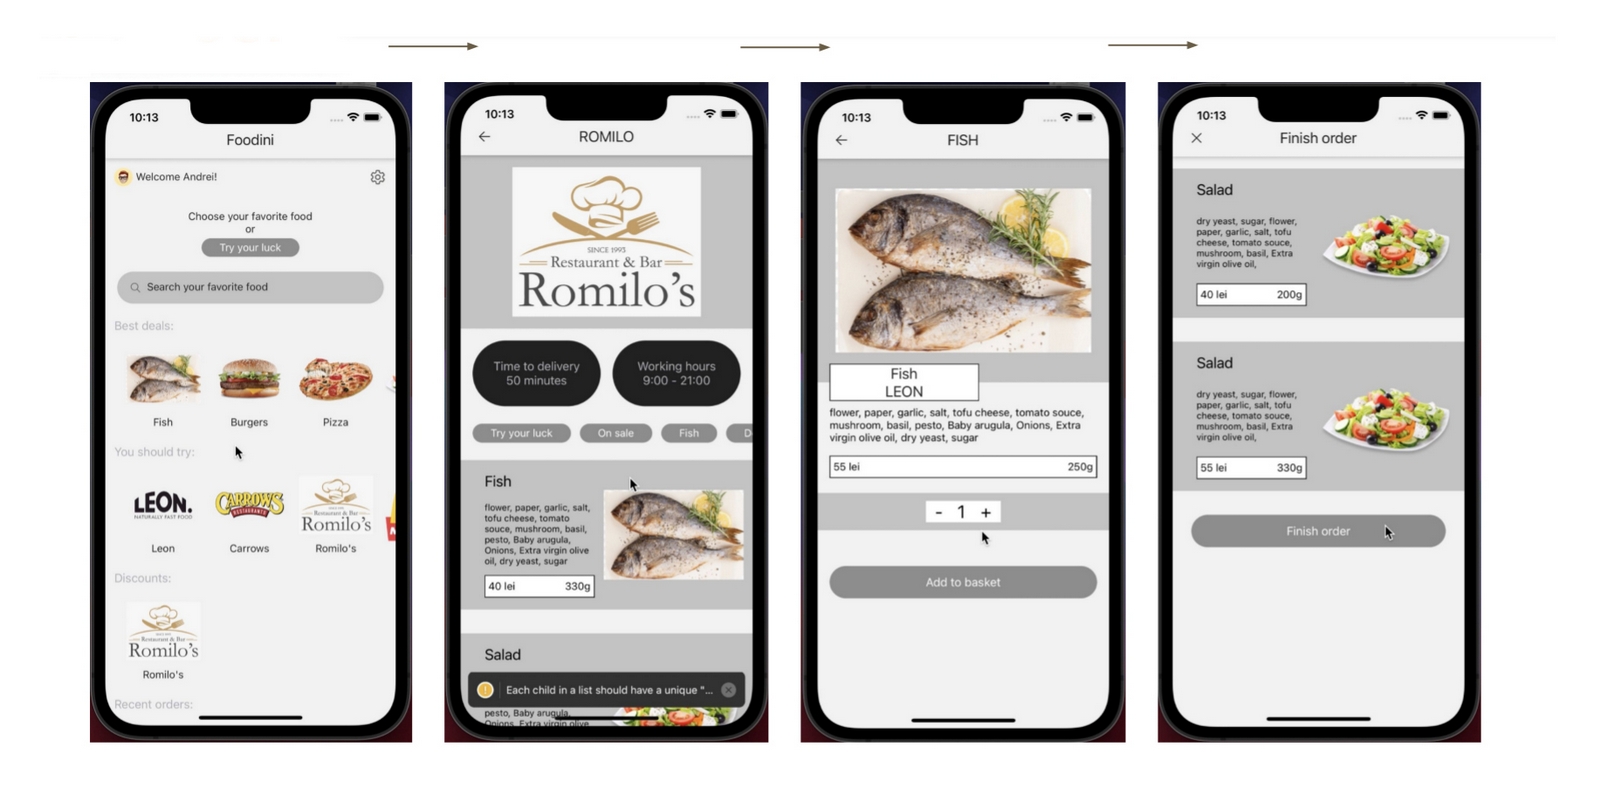 10:13
Foodini
Welcome Andrei!
Choose your favorite food
or
Try your luck
Search your favorite food
Best deals:
Fish Burgers Pizza
You should try:
LEON.
NATURALLY FAST FOOD
CARROWS
RESTAURANTS
Restaurant & Bar
Romilo's
Leon Carrows Romilo's
Discounts:
Restaurant & Bar
Romilo's
Romilo's
Recent orders:
10:13
ROMILO
SINCE 1993
Restaurant & Bar
Romilo's
Time to delivery
50 minutes
Working hours
9:00 - 21:00
Try your luck On sale Fish D
Fish
flower, paper, garlic, salt,
tofu cheese, tomato
souce, mushroom, basil,
pesto, Baby arugula,
Onions, Extra virgin olive
oil, dry yeast, sugar
40 lei 330g
Salad
! Each child in a list should have a unique "...
pesto, Baby arugula,
Onions, Extra virgin olive
10:13
FISH
Fish
LEON
flower, paper, garlic, salt, tofu cheese, tomato souce,
mushroom, basil, pesto, Baby arugula, Onions, Extra
virgin olive oil, dry yeast, sugar
55 lei 250g
- 1 +
Add to basket
10:13
Finish order
Salad
dry yeast, sugar, flower,
paper, garlic, salt, tofu
cheese, tomato souce,
mushroom, basil, Extra
virgin olive oil,
40 lei 200g
Salad
dry yeast, sugar, flower,
paper, garlic, salt, tofu
cheese, tomato souce,
mushroom, basil, Extra
virgin olive oil,
55 lei 330g
Finish order